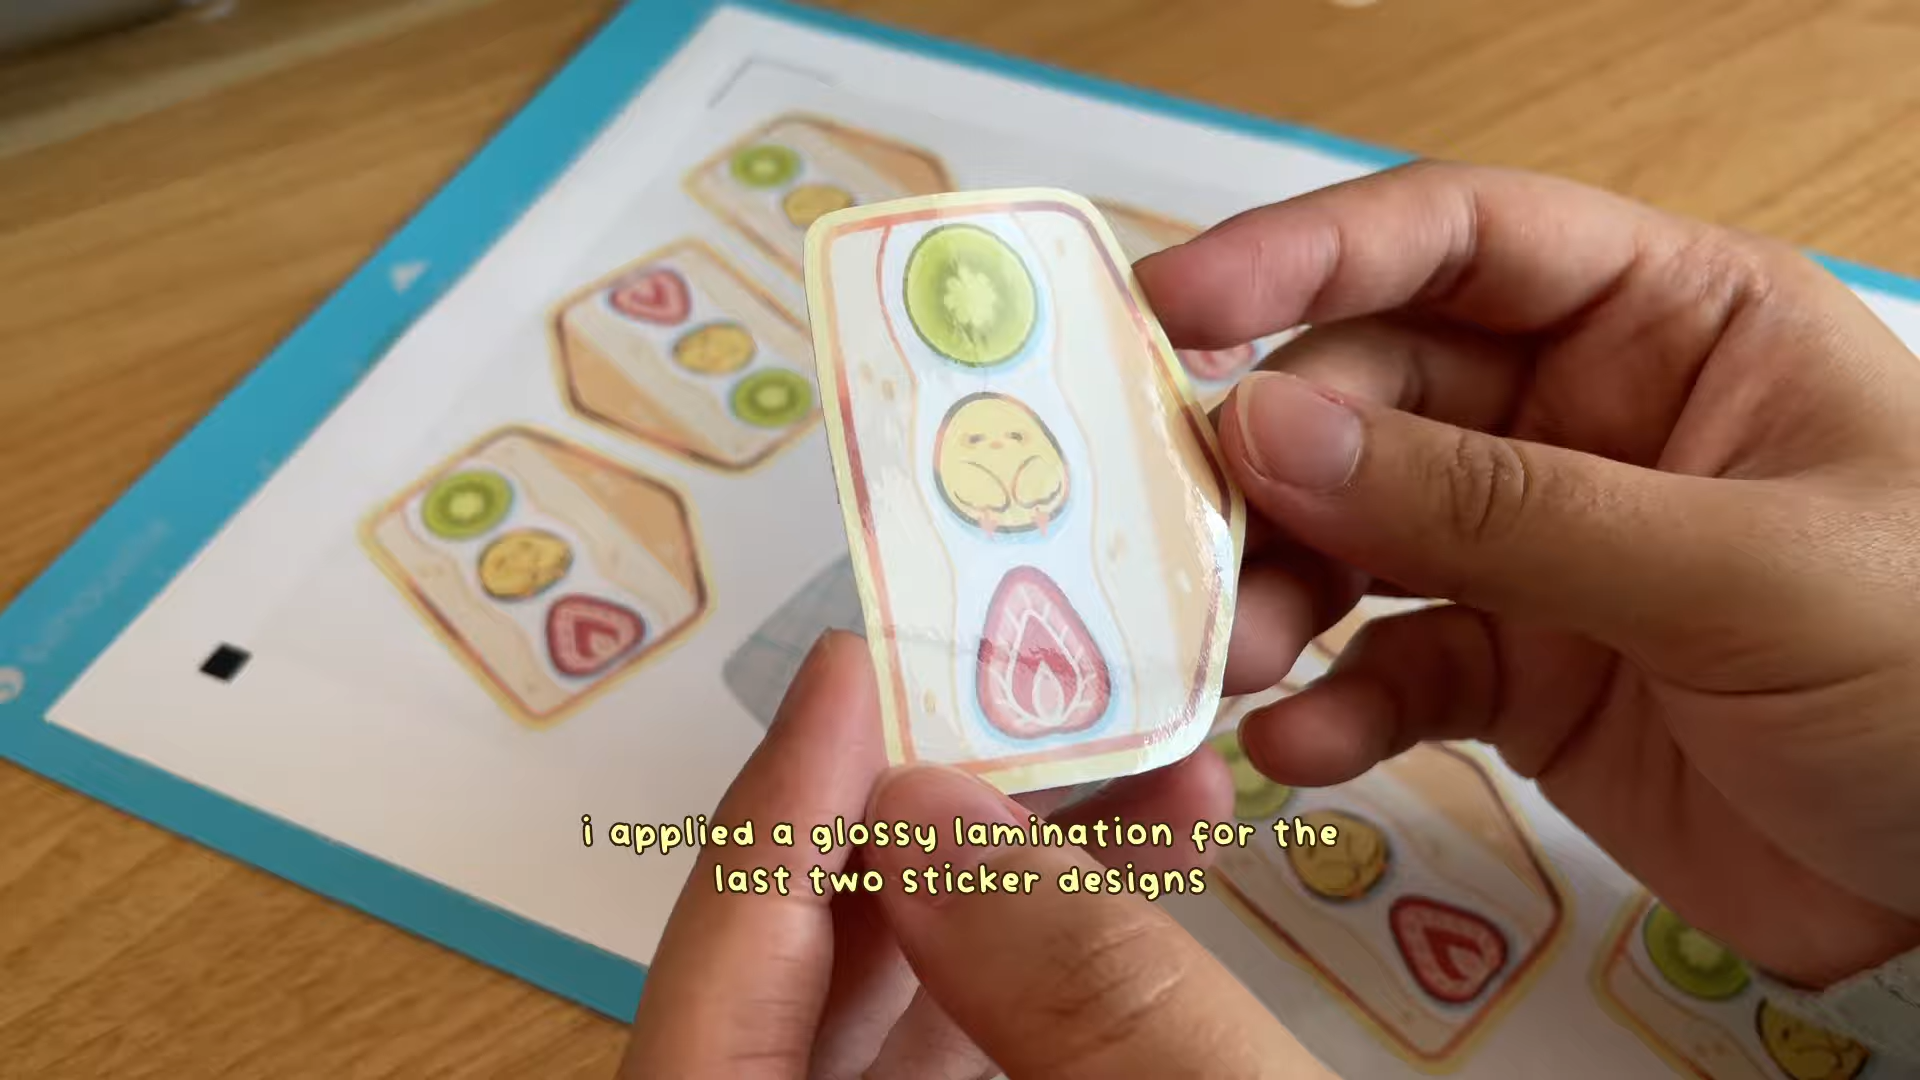 i applied a glossy lamination for the
last two sticker designs